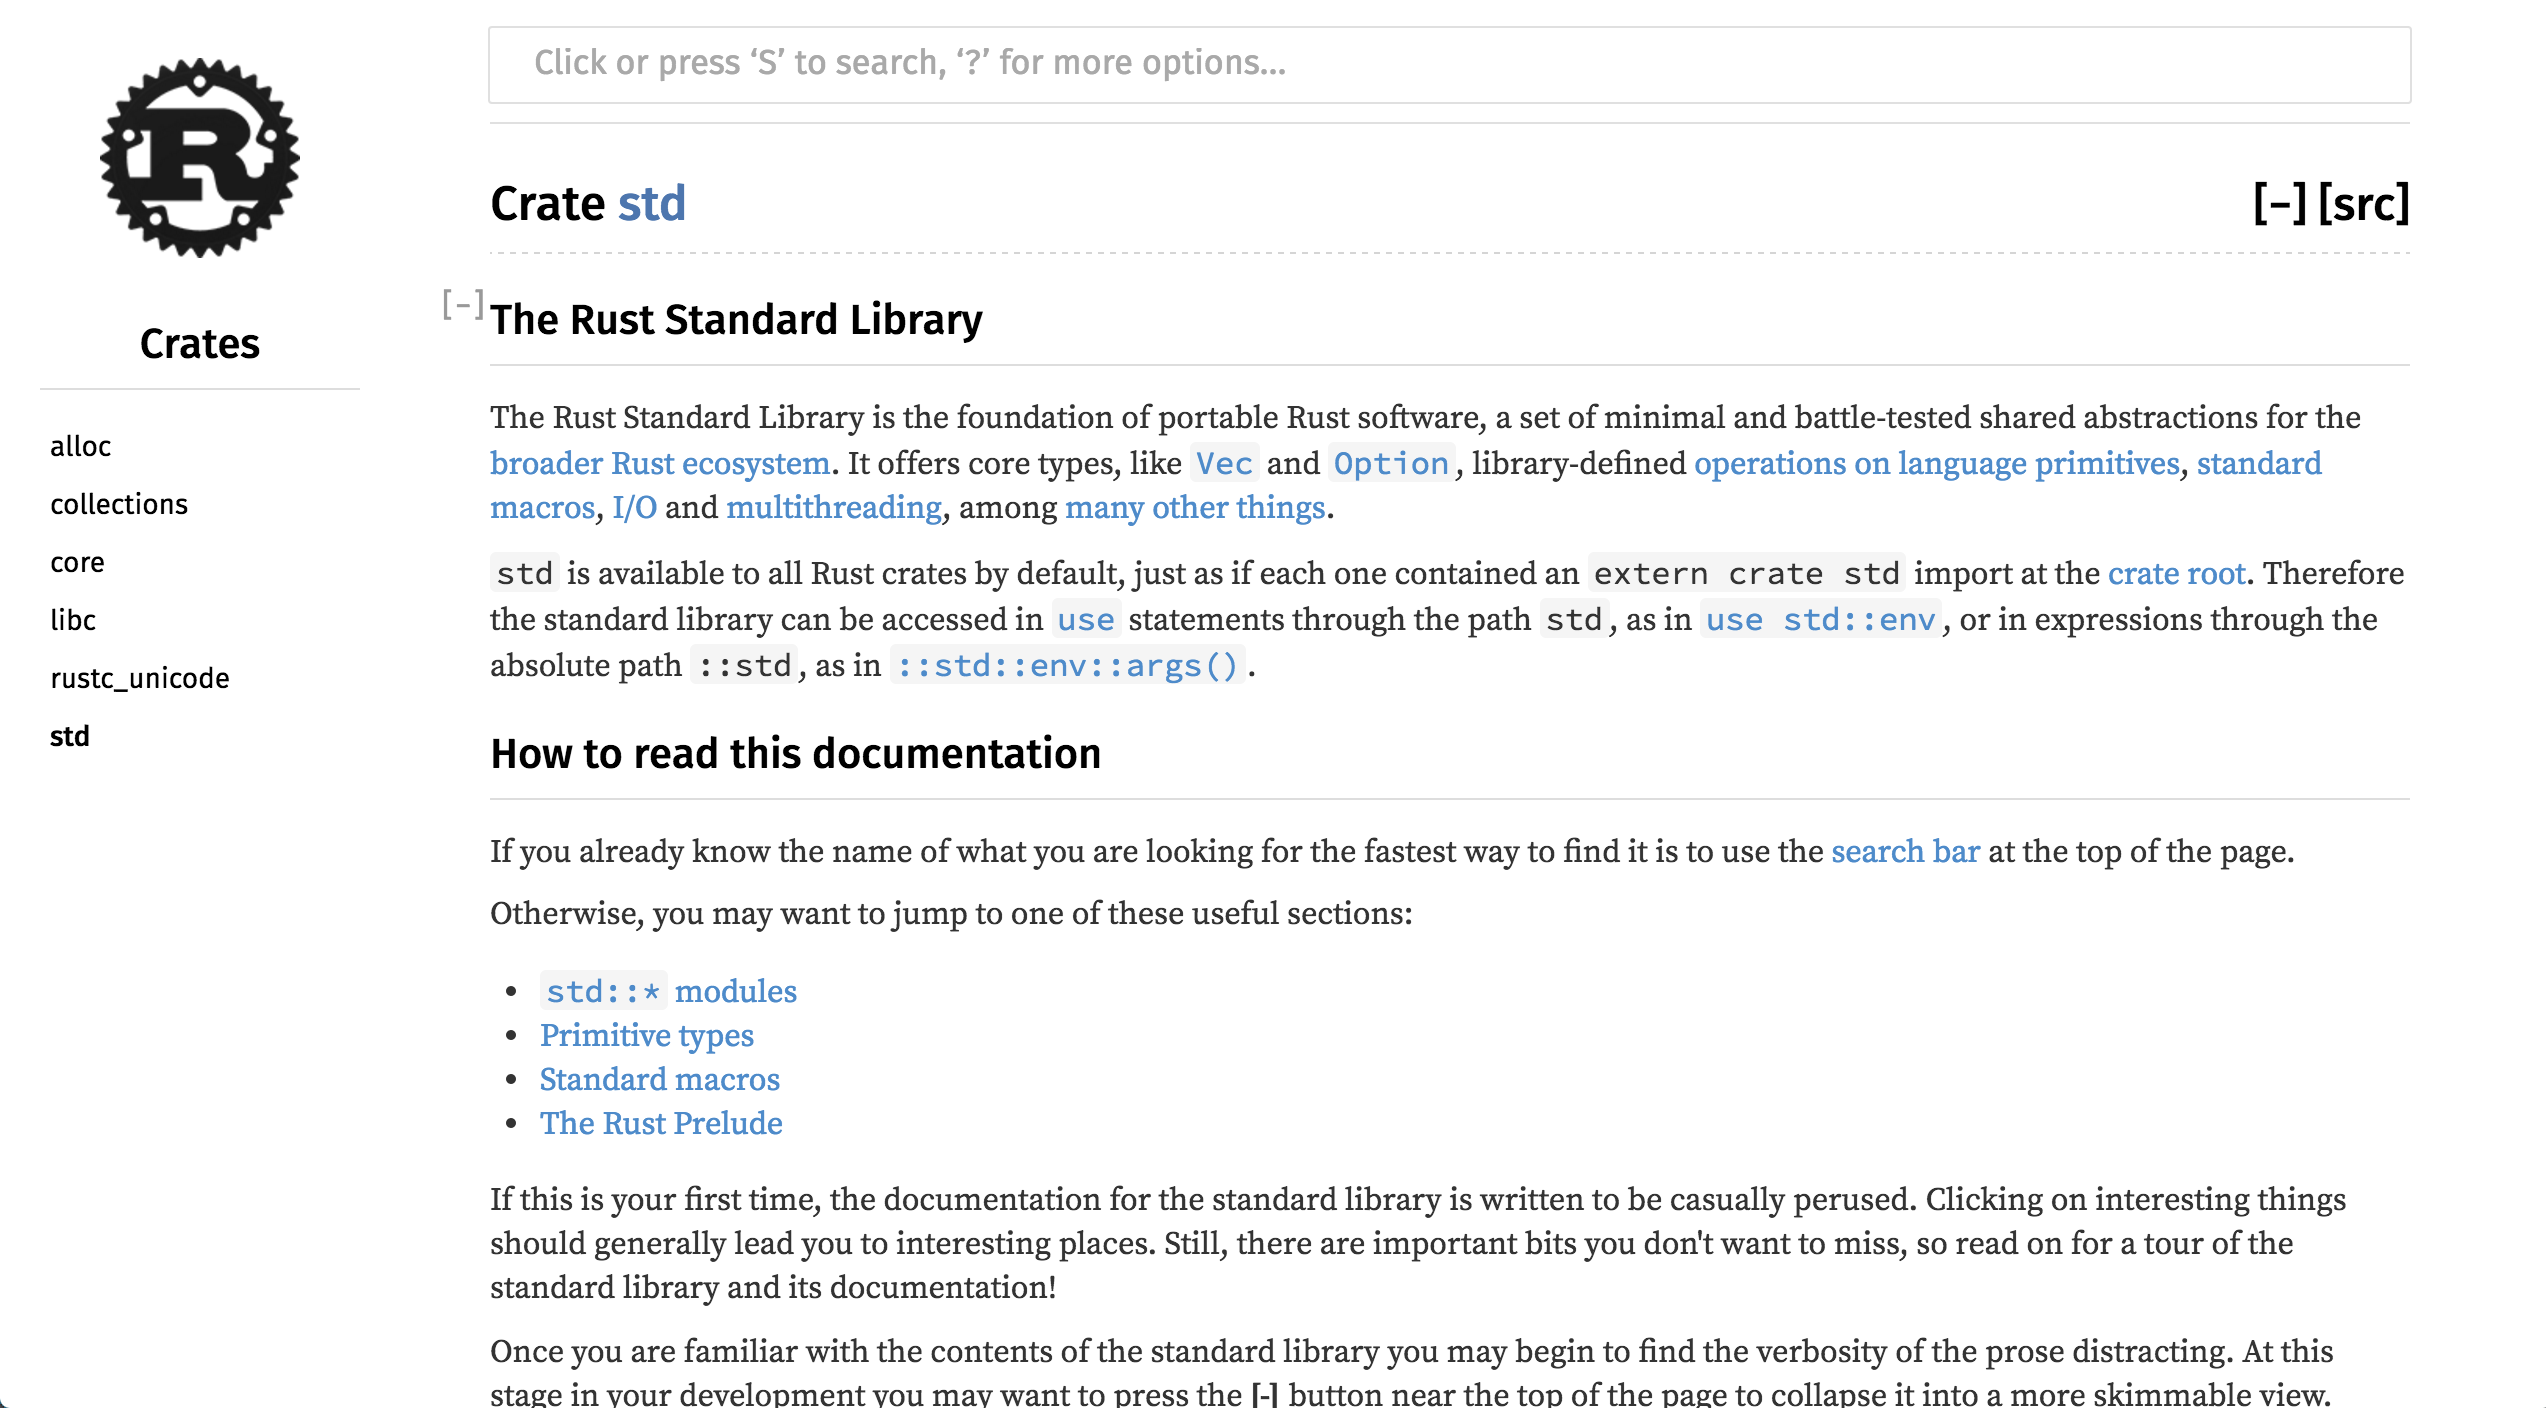 Click or press ‘S’ to search, ‘?’ for more options...
R
Crate std
[-] [src]
Crates
alloc
collections
core
libc
rustc_unicode
std
[-] The Rust Standard Library
The Rust Standard Library is the foundation of portable Rust software, a set of minimal and battle-tested shared abstractions for the
broader Rust ecosystem. It offers core types, like Vec and Option, library-defined operations on language primitives, standard
macros, I/O and multithreading, among many other things.
std is available to all Rust crates by default, just as if each one contained an extern crate std import at the crate root. Therefore
the standard library can be accessed in use statements through the path std, as in use std::env, or in expressions through the
absolute path ::std, as in ::std::env::args().
How to read this documentation
If you already know the name of what you are looking for the fastest way to find it is to use the search bar at the top of the page.
Otherwise, you may want to jump to one of these useful sections:
• std::* modules
• Primitive types
• Standard macros
• The Rust Prelude
If this is your first time, the documentation for the standard library is written to be casually perused. Clicking on interesting things
should generally lead you to interesting places. Still, there are important bits you don't want to miss, so read on for a tour of the
standard library and its documentation!
Once you are familiar with the contents of the standard library you may begin to find the verbosity of the prose distracting. At this
stage in your development you may want to press the [-] button near the top of the page to collapse it into a more skimmable view.